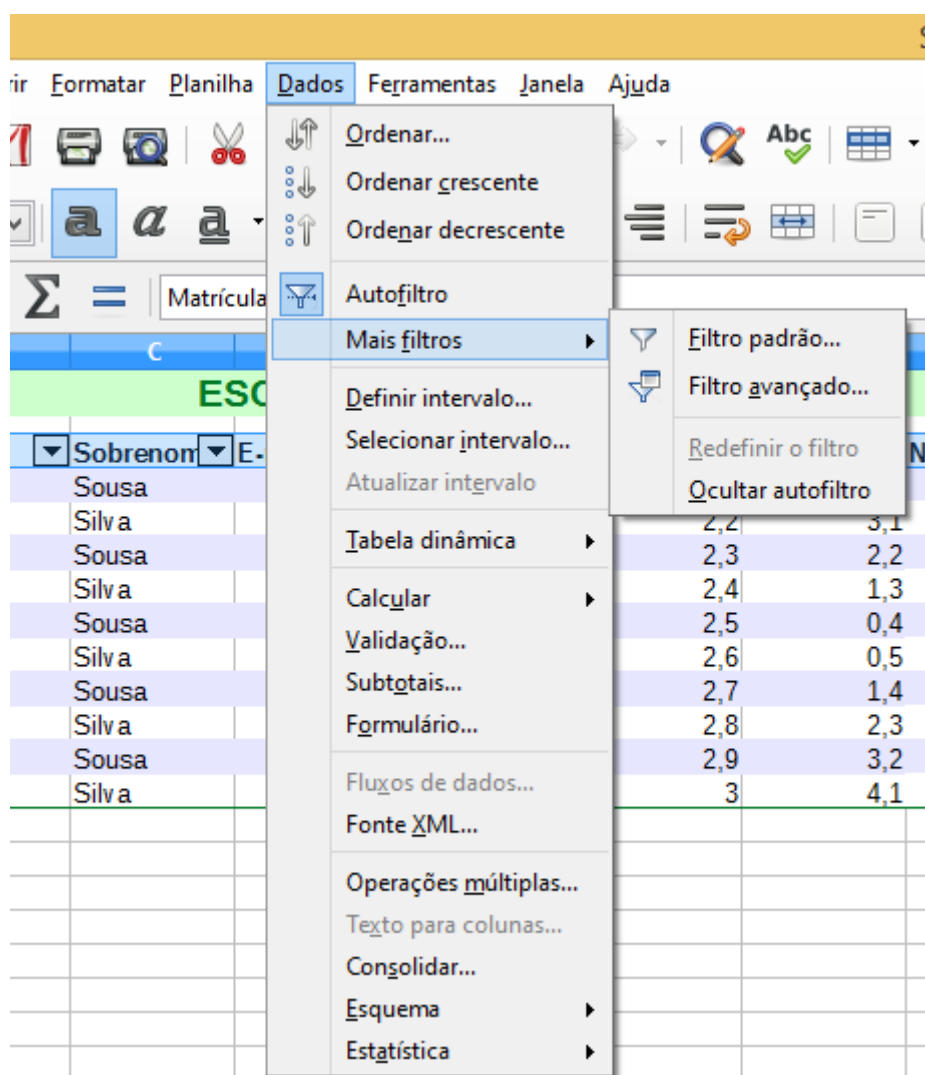 S
rir Formatar Planilha Dados Ferramentas Janela Ajuda
a a a Abc
Σ = Matrícula
Ordenar...
Ordenar crescente
Ordenar decrescente
Autofiltro
Mais filtros
Definir intervalo...
Selecionar intervalo...
Atualizar intervalo
Tabela dinâmica
Calcular
Validação...
Subtotais...
Formulário...
Fluxos de dados...
Fonte XML...
Operações múltiplas...
Texto para colunas...
Consolidar...
Esquema
Estatística
Filtro padrão...
Filtro avançado...
Redefinir o filtro
Ocultar autofiltro
C
ESC
Sobrenom E- N
Sousa
Silva 2,2 3,1
Sousa 2,3 2,2
Silva 2,4 1,3
Sousa 2,5 0,4
Silva 2,6 0,5
Sousa 2,7 1,4
Silva 2,8 2,3
Sousa 2,9 3,2
Silva 3 4,1